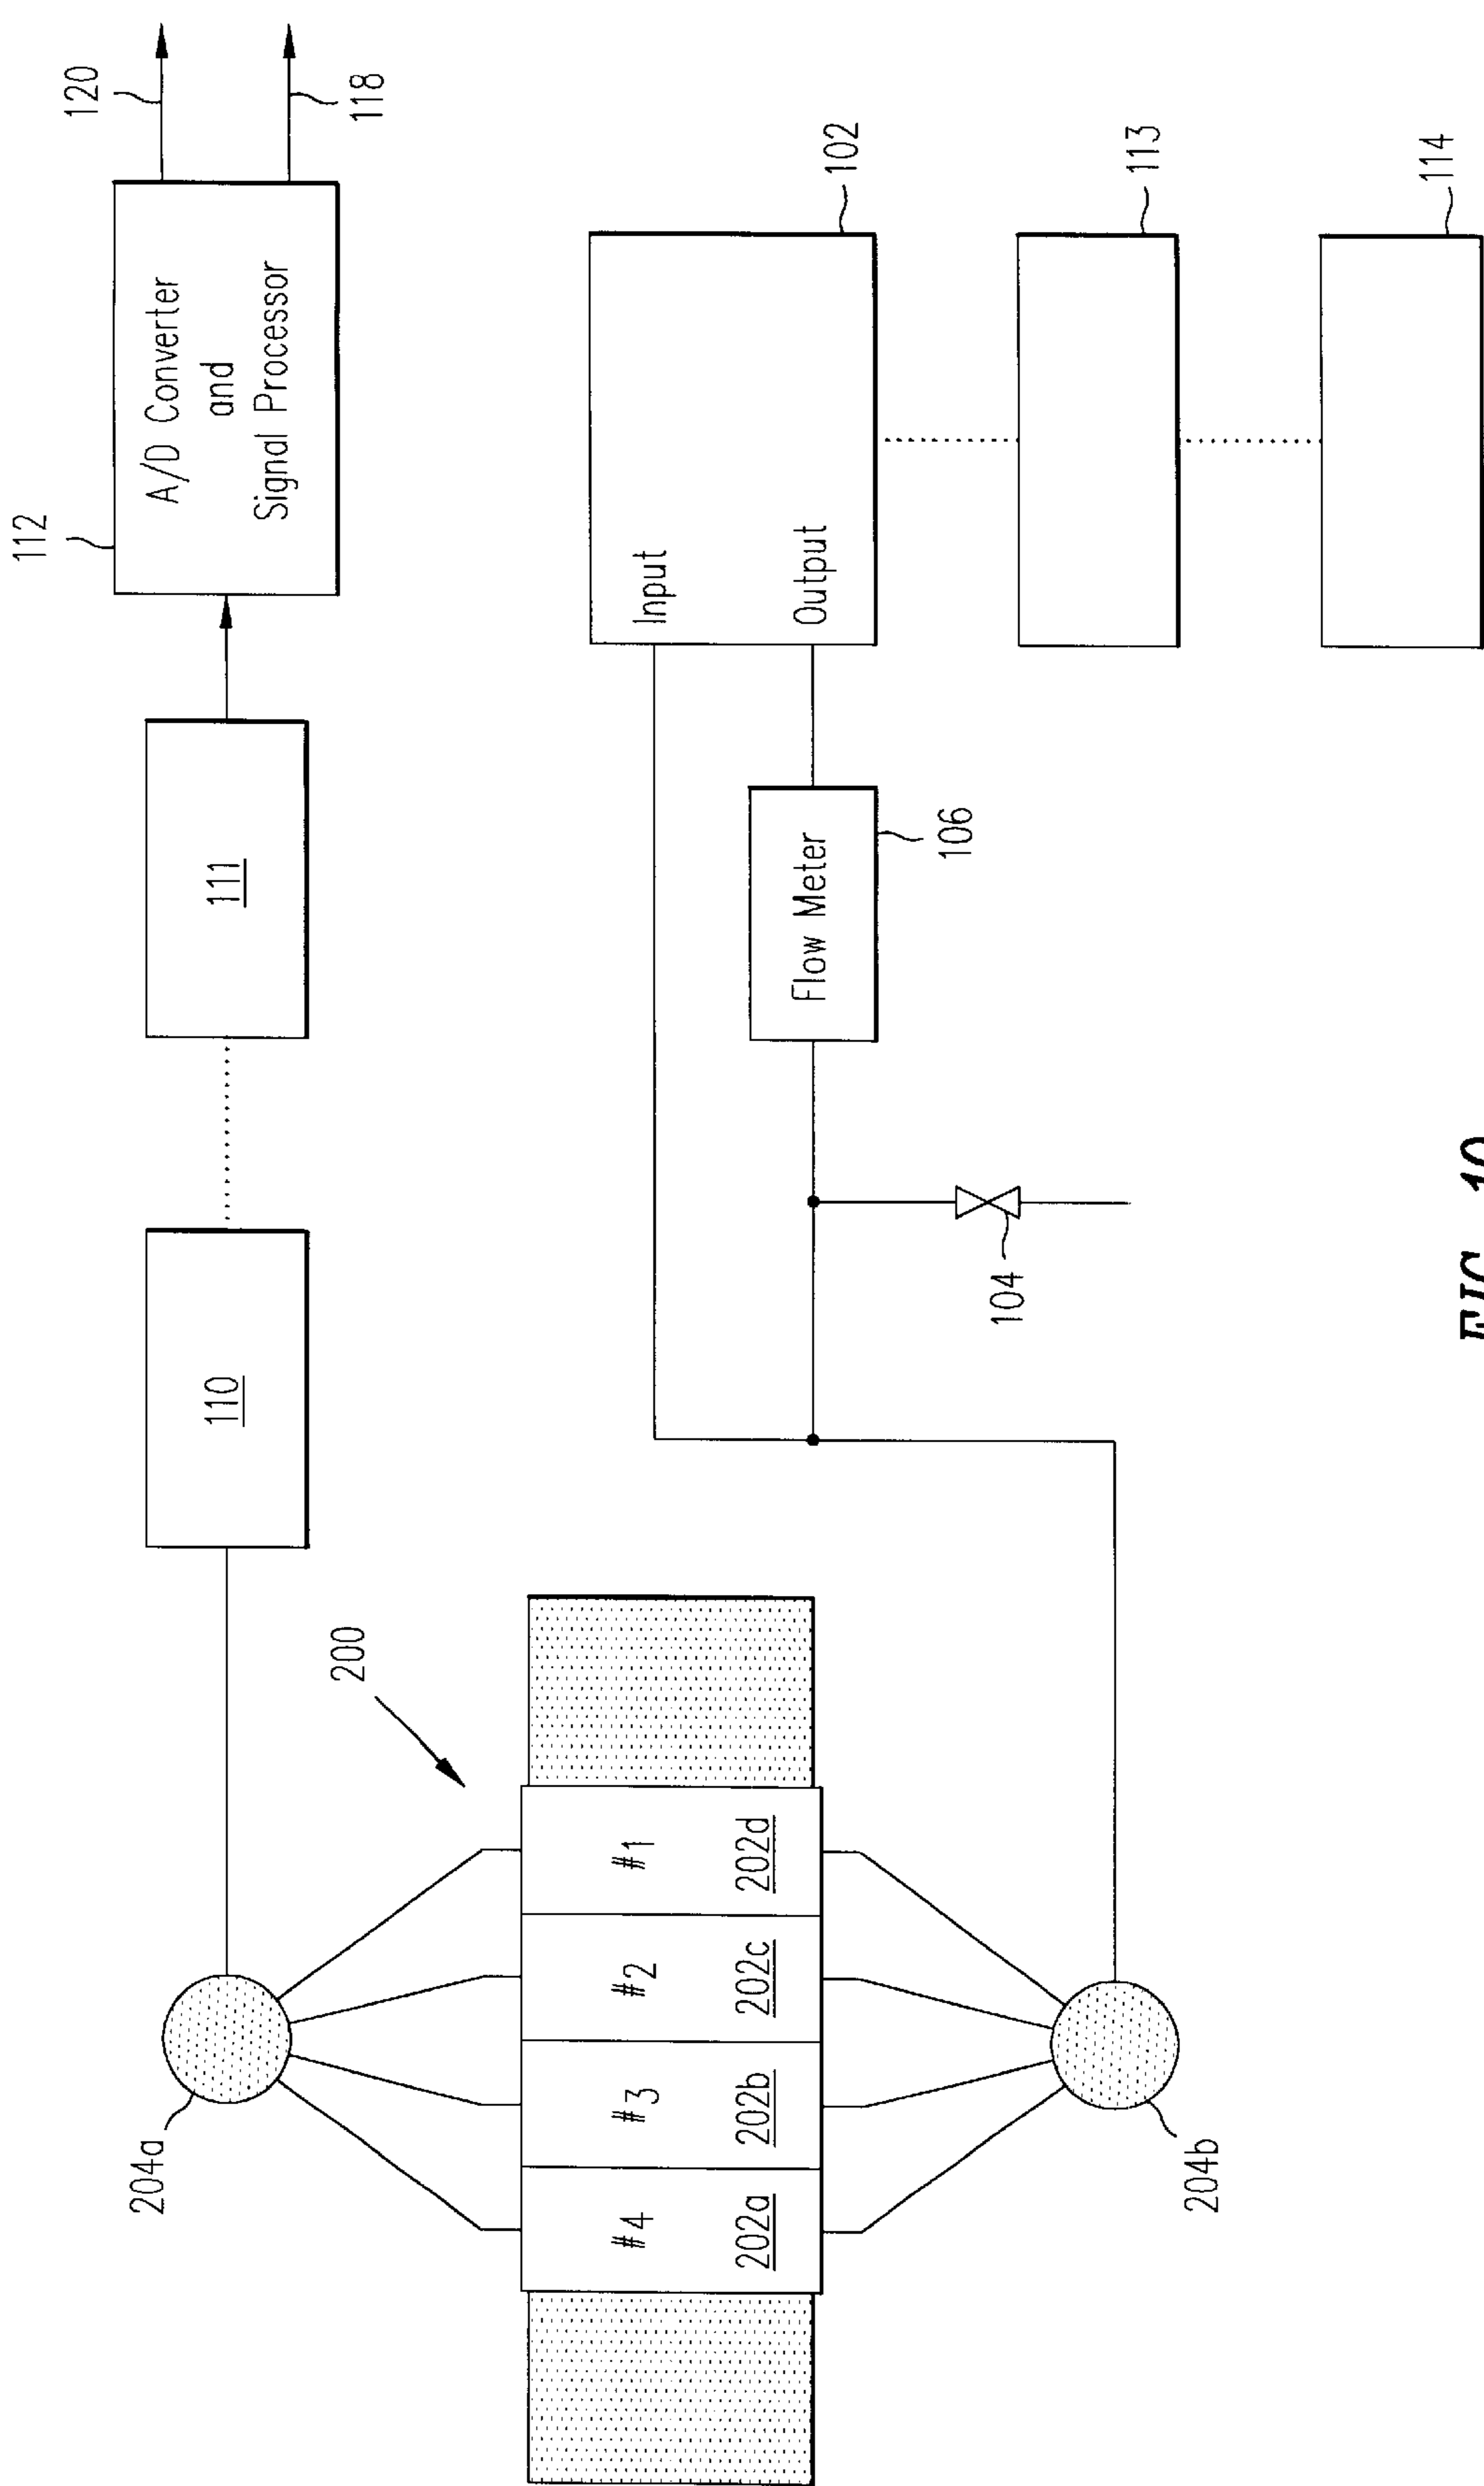 120
118
112
A/D Converter
and
Signal Processor
111
110
102
Input
Output
113
114
Flow Meter
106
104
200
204a
#4
#3
#2
#1
202a
202b
202c
202d
204b